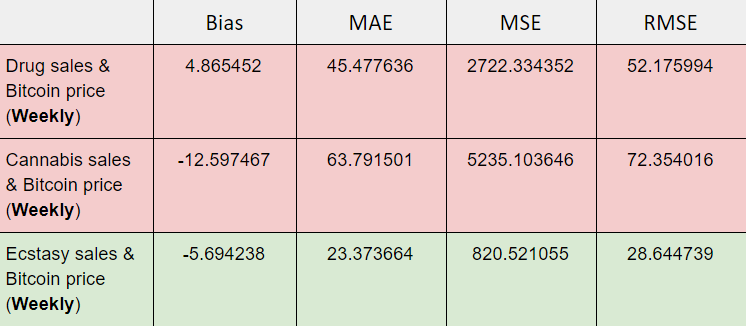 Bias MAE MSE RMSE
Drug sales & 4.865452 45.477636 2722.334352 52.175994
Bitcoin price
(Weekly)
Cannabis sales -12.597467 63.791501 5235.103646 72.354016
& Bitcoin price
(Weekly)
Ecstasy sales & -5.694238 23.373664 820.521055 28.644739
Bitcoin price
(Weekly)